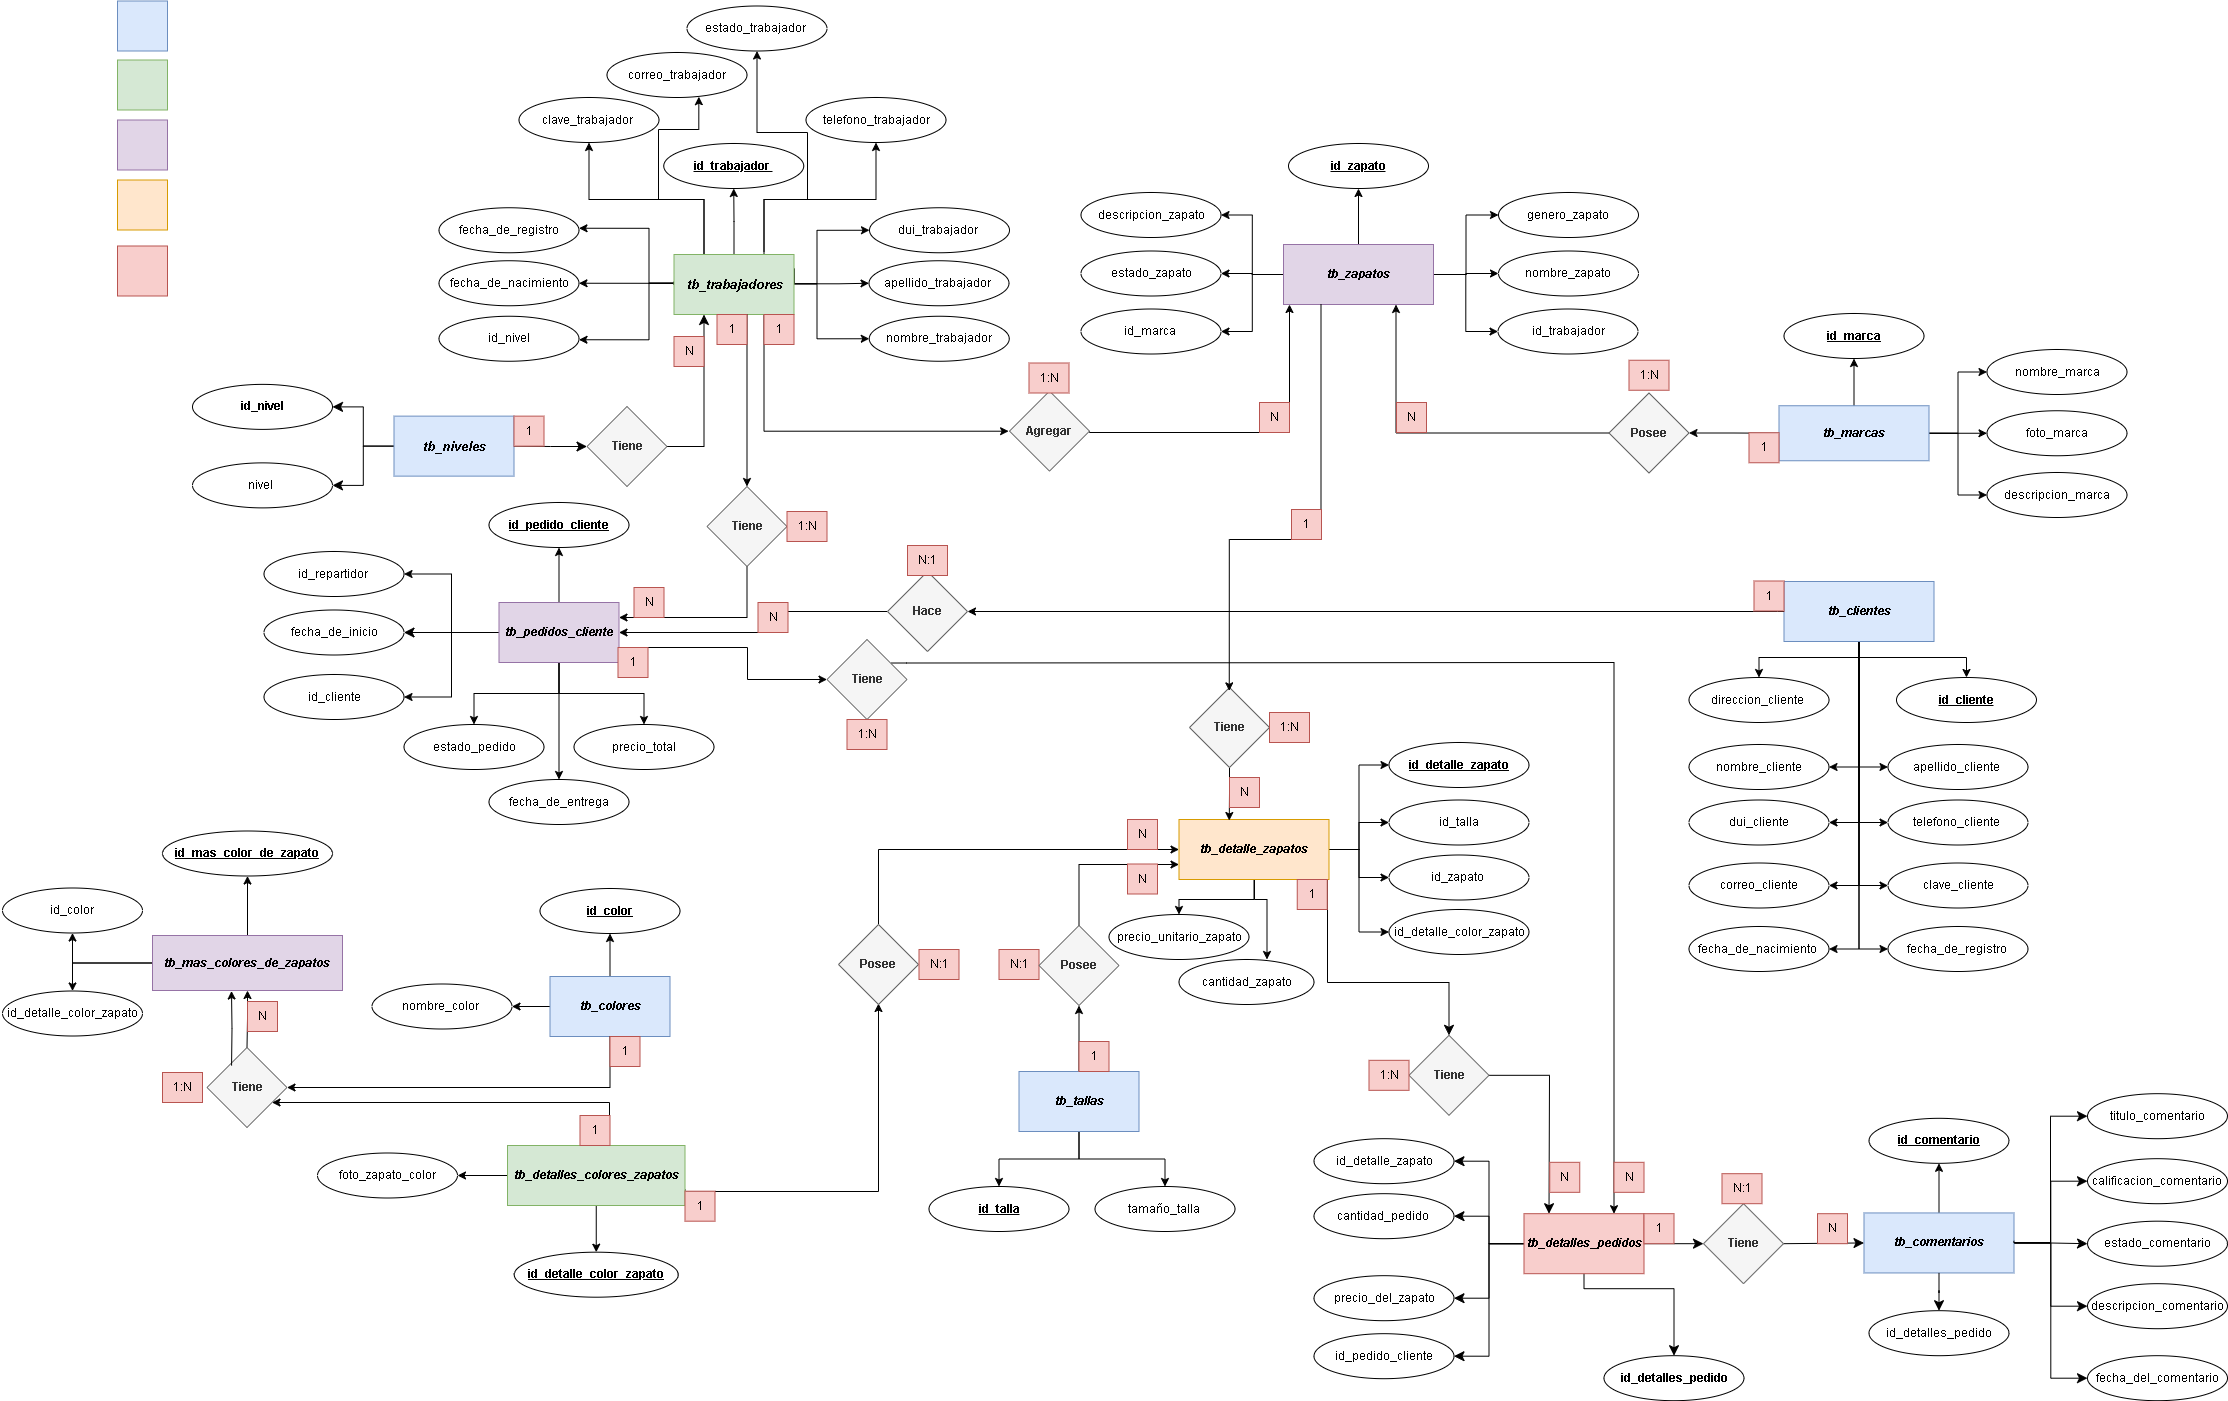 estado_trabajador
correo_trabajador
clave_trabajador
telefono_trabajador
id_trabajador
fecha_de_registro
dui_trabajador
fecha_de_nacimiento
tb_trabajadores
apellido_trabajador
id_nivel
nombre_trabajador
1
1
N
id_zapato
descripcion_zapato
genero_zapato
estado_zapato
tb_zapatos
nombre_zapato
id_marca
id_trabajador
id_marca
nombre_marca
1:N
1:N
id_nivel
tb_niveles
1
Tiene
Agregar
N
N
Posee
1
tb_marcas
foto_marca
nivel
descripcion_marca
id_pedido_cliente
Tiene
1:N
1
id_repartidor
N:1
N
N
Hace
1
tb_clientes
fecha_de_inicio
tb_pedidos_cliente
1
id_cliente
Tiene
1:N
estado_pedido
precio_total
fecha_de_entrega
Tiene
1:N
N
direccion_cliente
id_cliente
nombre_cliente
apellido_cliente
dui_cliente
telefono_cliente
correo_cliente
clave_cliente
fecha_de_nacimiento
fecha_de_registro
id_detalle_zapato
id_talla
N
N
tb_detalle_zapatos
1
id_zapato
id_detalle_color_zapato
precio_unitario_zapato
cantidad_zapato
id_mas_color_de_zapato
id_color
tb_mas_colores_de_zapatos
id_detalle_color_zapato
N
1:N
Tiene
id_color
nombre_color
tb_colores
1
Posee
N:1
N:1
Posee
1
tb_tallas
id_talla
tamaño_talla
1
foto_zapato_color
tb_detalles_colores_zapatos
1
id_detalle_color_zapato
1:N
Tiene
N
N
id_detalle_zapato
cantidad_pedido
tb_detalles_pedidos
1
precio_del_zapato
id_pedido_cliente
id_detalles_pedido
N:1
Tiene
N
id_comentario
tb_comentarios
id_detalles_pedido
titulo_comentario
calificacion_comentario
estado_comentario
descripcion_comentario
fecha_del_comentario